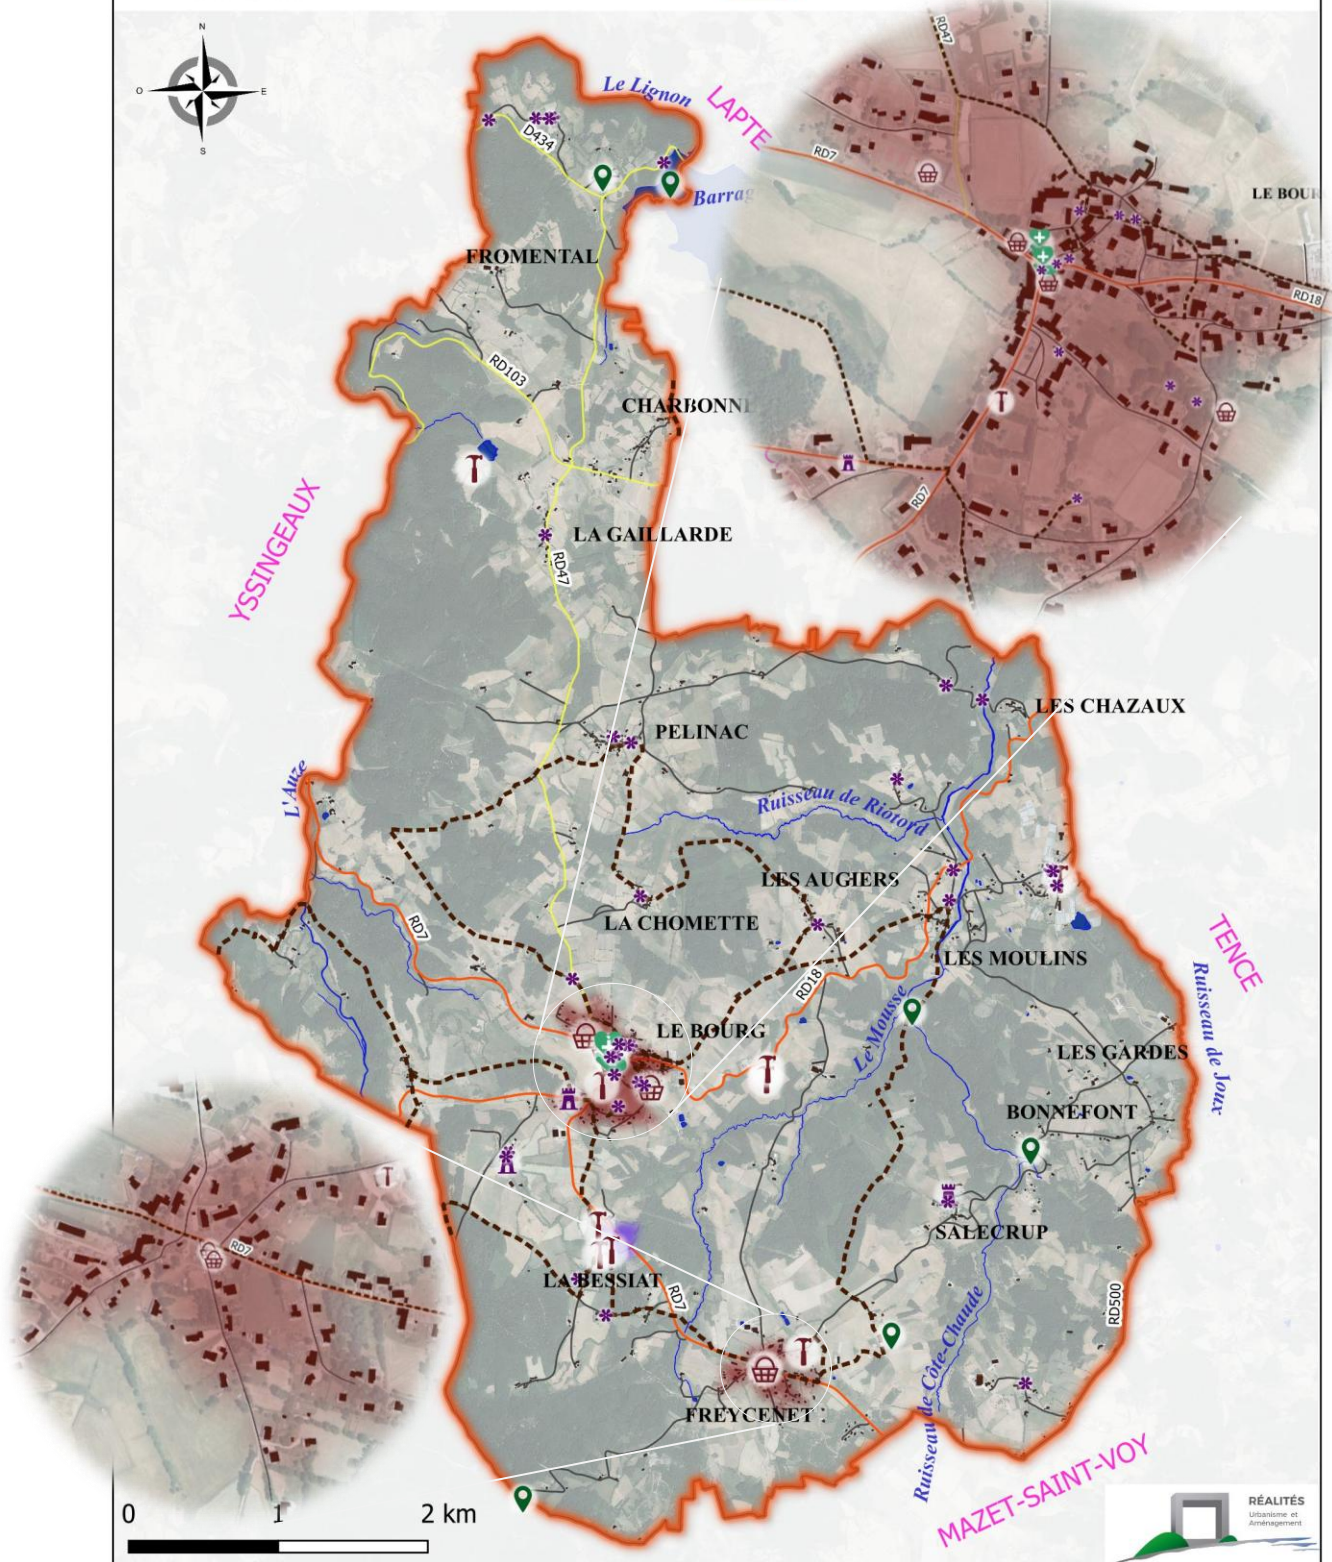 N
O
E
S
Le Lignon
LAPTE
D434
Barrag
FROMENTAL
RD103
CHARBONNE
YSSINGEAUX
LA GAILLARDE
RD47
RD47
RD7
LE BOUR
RD18
RD7
LES CHAZAUX
PELINAC
L'Auze
Ruisseau de Riotord
LES AUGIERS
LA CHOMETTE
RD7
LES MOULINS
TENCE
RD18
Le Mousse
Ruisseau de Joux
LE BOURG
LES GARDES
BONNEFONT
SALECRUP
RD7
LA BESSIAT
RD7
RD500
Ruisseau de Côte-Chaude
FREYCENET
MAZET-SAINT-VOY
0
1
2 km
RÉALITÉS
Urbanisme et
Aménagement